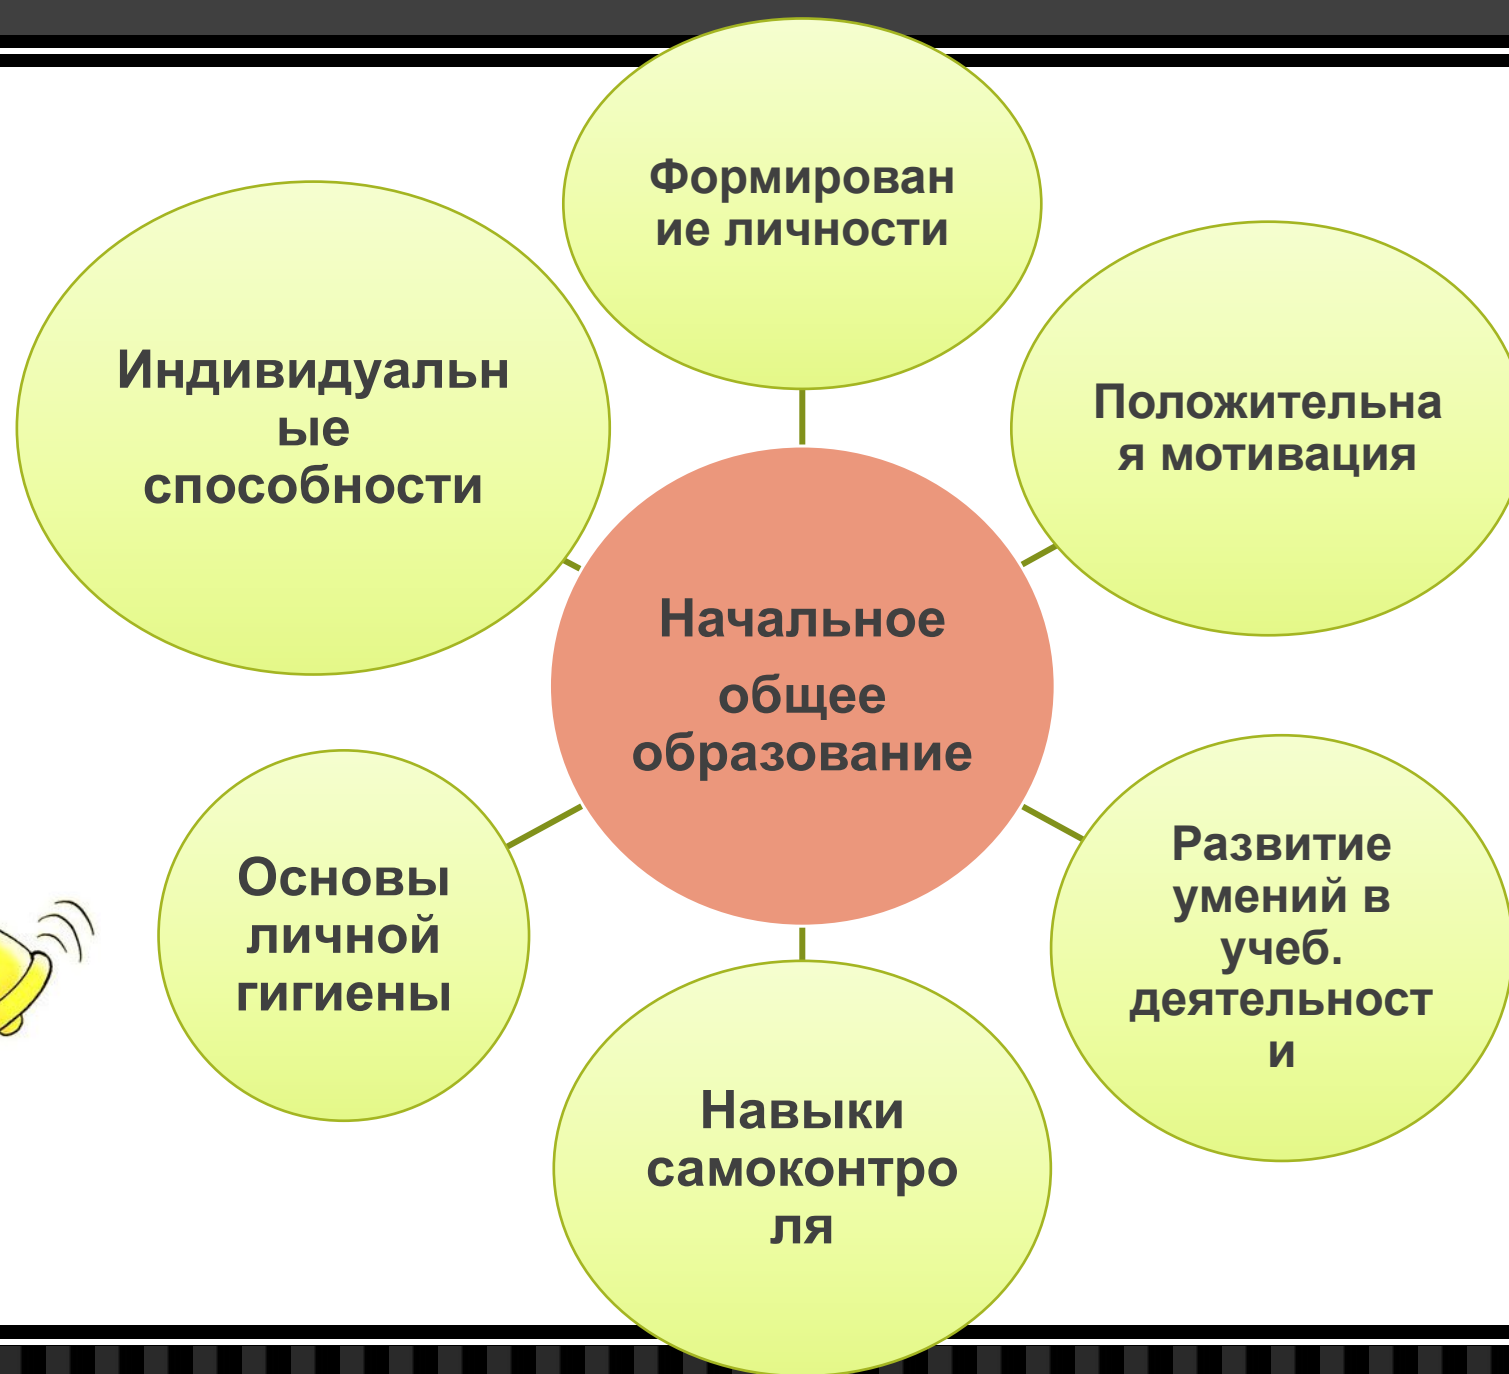 Формирован
ие личности
Индивидуальн
ые
способности
Положительна
я мотивация
Начальное
общее
образование
Основы
личной
гигиены
Развитие
умений в
учеб.
деятельност
и
Навыки
самоконтро
ля